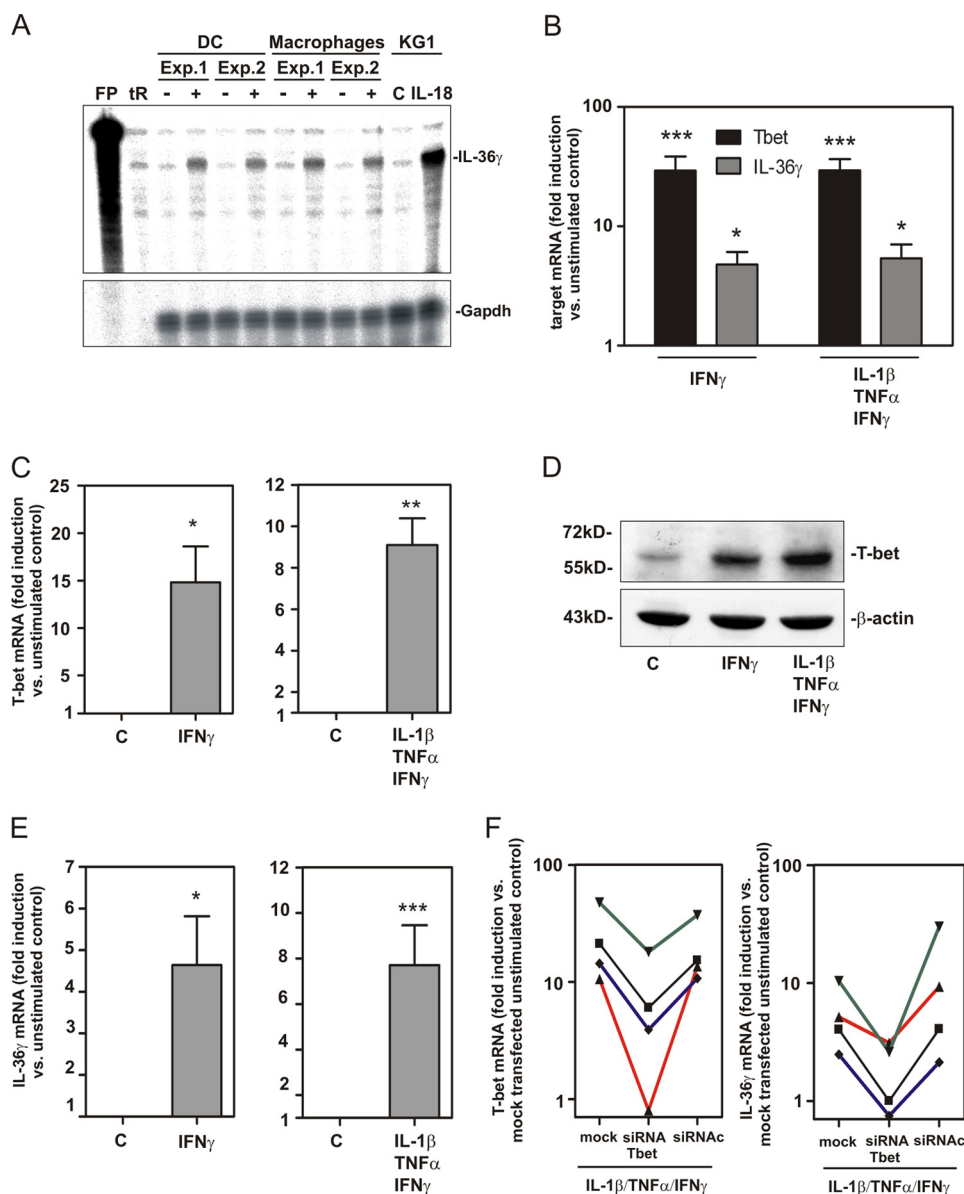 A
DC Macrophages KG1
Exp.1 Exp.2 Exp.1 Exp.2
FP tR - + - + - + - + C IL-18
-IL-36γ
-Gapdh
B
target mRNA (fold induction
vs. unstimulated control)
100
10
1
*** * *** *
Tbet
IL-36γ
IFNγ
IL-1β
TNFα
IFNγ
C
T-bet mRNA (fold induction
vs. unstimulated control)
25
20
15
10
5
1
*
C IFNγ
12
10
8
6
4
2
1
**
C IL-1β
TNFα
IFNγ
D
72kD-
55kD-
43kD-
-T-bet
-β-actin
C IFNγ IL-1β
TNFα
IFNγ
E
IL-36γ mRNA (fold induction
vs. unstimulated control)
7
6
5
4
3
2
1
*
C IFNγ
12
10
8
6
4
2
1
***
C IL-1β
TNFα
IFNγ
F
T-bet mRNA (fold induction vs.
mock transfected unstimulated control)
100
10
1
mock siRNA siRNAc
Tbet
IL-1β/TNFα/IFNγ
IL-36γ mRNA (fold induction vs.
mock transfected unstimulated control)
100
10
1
mock siRNA siRNAc
Tbet
IL-1β/TNFα/IFNγ